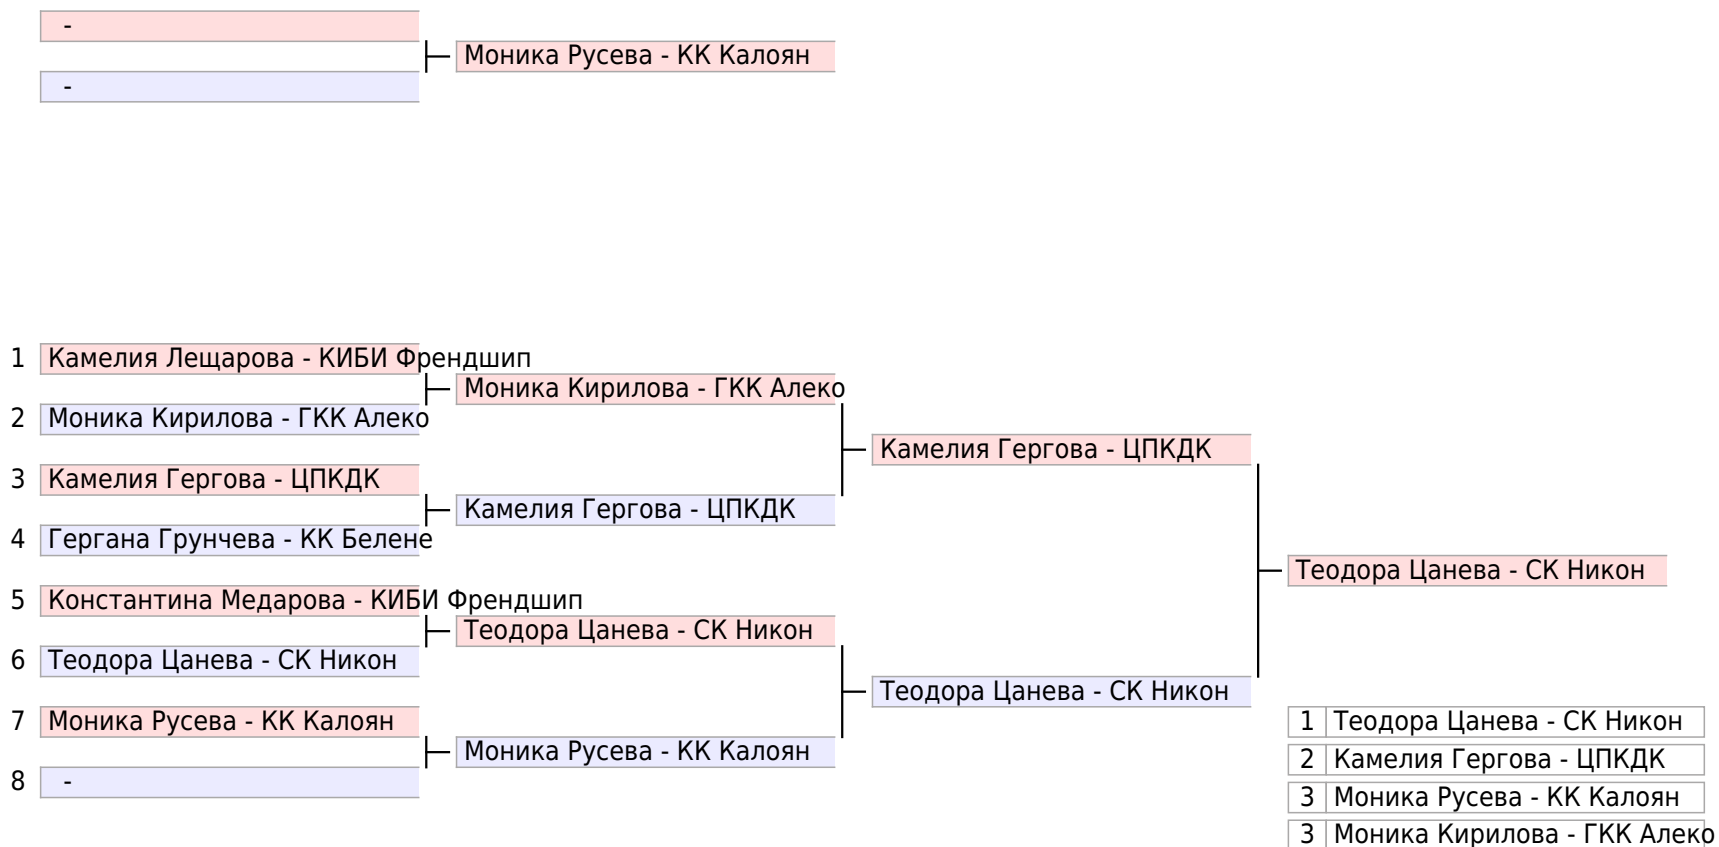 -
Моника Русева - КК Калоян
-
1 Камелия Лещарова - КИБИ Френдшип
Моника Кирилова - ГКК Алеко
2 Моника Кирилова - ГКК Алеко
Камелия Гергова - ЦПКДК
3 Камелия Гергова - ЦПКДК
Камелия Гергова - ЦПКДК
4 Гергана Грунчева - КК Белене
Теодора Цанева - СК Никон
5 Константина Медарова - КИБИ Френдшип
Теодора Цанева - СК Никон
6 Теодора Цанева - СК Никон
Теодора Цанева - СК Никон
7 Моника Русева - КК Калоян
1 Теодора Цанева - СК Никон
Моника Русева - КК Калоян
2 Камелия Гергова - ЦПКДК
8 -
3 Моника Русева - КК Калоян
3 Моника Кирилова - ГКК Алеко